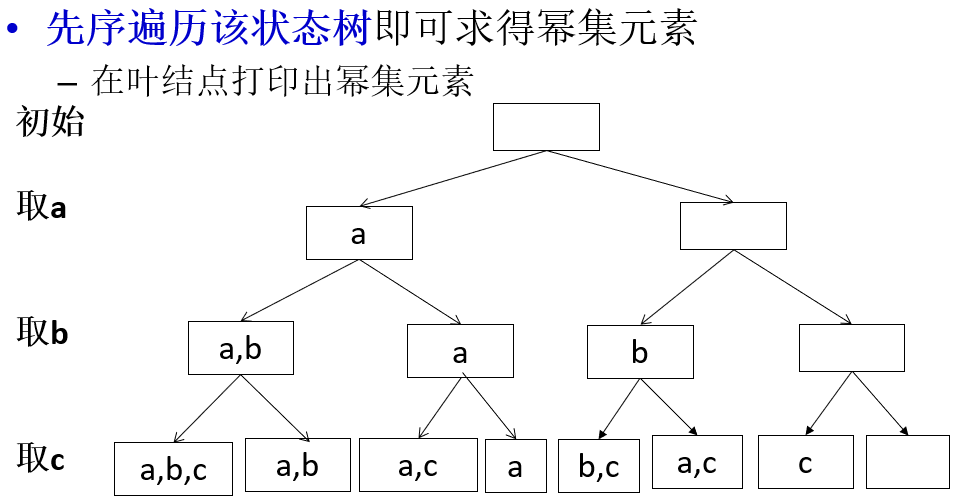 • 先序遍历该状态树即可求得幂集元素
– 在叶结点打印出幂集元素
初始
取a
a
取b
a,b
a
b
取c
a,b,c
a,b
a,c
a
b,c
a,c
c